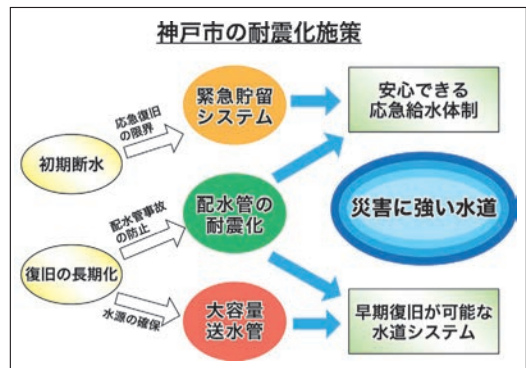 神戸市の耐震化施策
応急復旧
の限界
緊急貯留
システム
安心できる
応急給水体制
初期断水
配水管事故
の防止
配水管の
耐震化
災害に強い水道
復旧の長期化
水源の確保
大容量
送水管
早期復旧が可能な
水道システム